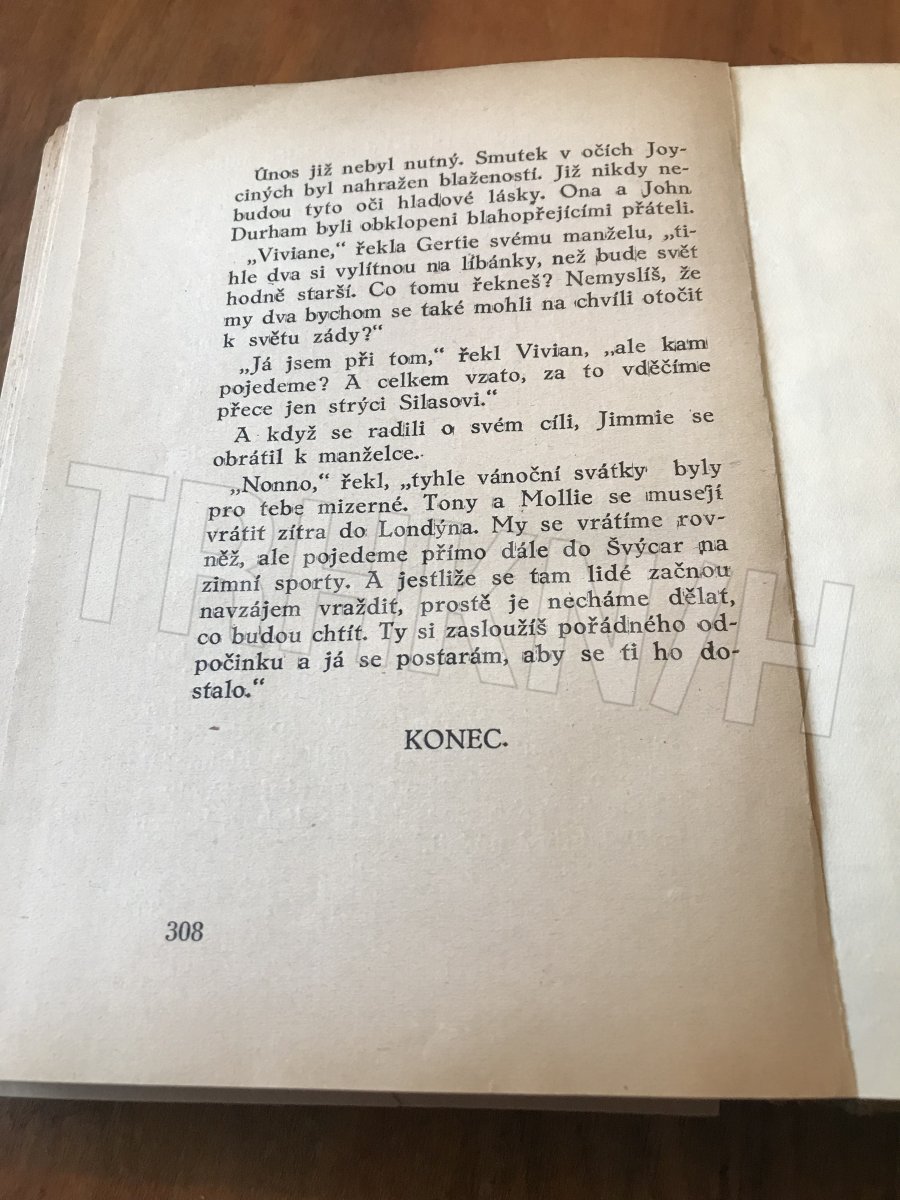 Únos již nebyl nutný. Smutek v očích Joy-
ciných byl nahražen blažeností. Již nikdy ne-
budou tyto oči hladové lásky. Ona a John
Durham byli obklopeni blahopřejícími přáteli.
„Viviane,“ řekla Gertie svému manželu, „ti-
hle dva si vylítnou na líbánky, než bude svět
hodně starší. Co tomu řekneš? Nemyslíš, že
my dva bychom se také mohli na chvíli otočit
k světu zády?“
„Já jsem při tom,“ řekl Vivian, „ale kam
pojedeme? A celkem vzato, za to vděčíme
přece jen strýci Silasovi.“
A když se radili o svém cíli, Jimmie se
obrátil k manželce.
„Nonno,“ řekl, „tyhle vánoční svátky byly
pro tebe mizerné. Tony a Mollie se musejí
vrátit zítra do Londýna. My se vrátíme rov-
něž, ale pojedeme přímo dále do Švýcar na
zimní sporty. A jestliže se tam lidé začnou
navzájem vraždit, prostě je necháme dělat,
co budou chtít. Ty si zasloužíš pořádného od-
počinku a já se postarám, aby se ti ho do-
stalo.“
KONEC.
308
TRHKNIH